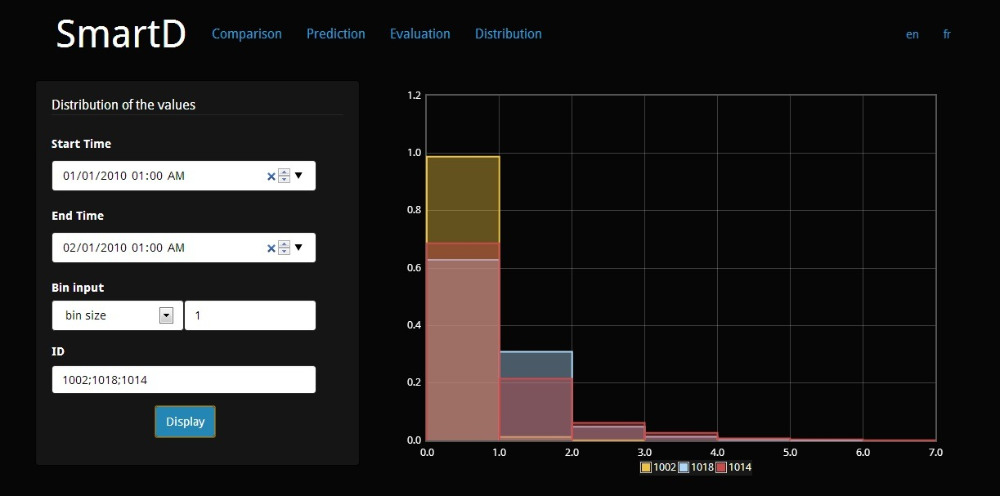 SmartD Comparison Prediction Evaluation Distribution en fr
Distribution of the values
Start Time
01/01/2010 01:00 AM
End Time
02/01/2010 01:00 AM
Bin input
bin size 1
ID
1002;1018;1014
Display
1.2
1.0
0.8
0.6
0.4
0.2
0.0
0.0 1.0 2.0 3.0 4.0 5.0 6.0 7.0
1002 1018 1014